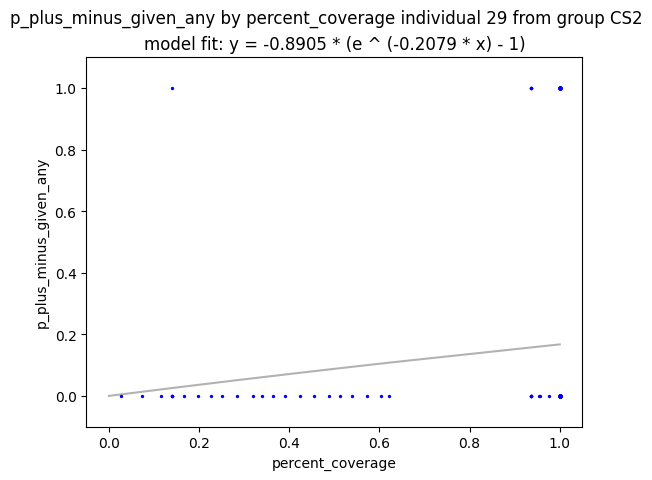 p_plus_minus_given_any by percent_coverage individual 29 from group CS2
model fit: y = -0.8905 * (e ^ (-0.2079 * x) - 1)
1.0
0.8
0.6
0.4
0.2
0.0
p_plus_minus_given_any
0.0 0.2 0.4 0.6 0.8 1.0
percent_coverage